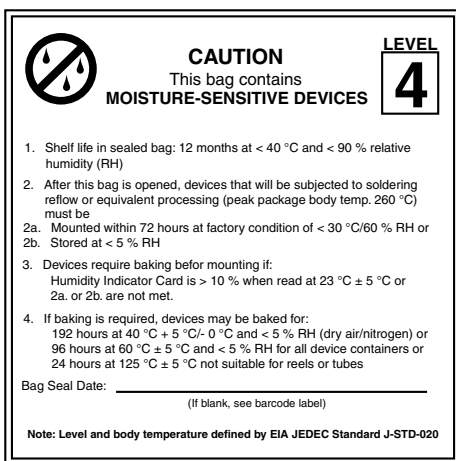 CAUTION
This bag contains
MOISTURE-SENSITIVE DEVICES
LEVEL
4
1. Shelf life in sealed bag: 12 months at < 40 °C and < 90 % relative
humidity (RH)
2. After this bag is opened, devices that will be subjected to soldering
reflow or equivalent processing (peak package body temp. 260 °C)
must be
2a. Mounted within 72 hours at factory condition of < 30 °C/60 % RH or
2b. Stored at < 5 % RH
3. Devices require baking befor mounting if:
Humidity Indicator Card is > 10 % when read at 23 °C ± 5 °C or
2a. or 2b. are not met.
4. If baking is required, devices may be baked for:
192 hours at 40 °C + 5 °C/- 0 °C and < 5 % RH (dry air/nitrogen) or
96 hours at 60 °C ± 5 °C and < 5 % RH for all device containers or
24 hours at 125 °C ± 5 °C not suitable for reels or tubes
Bag Seal Date:
(If blank, see barcode label)
Note: Level and body temperature defined by EIA JEDEC Standard J-STD-020